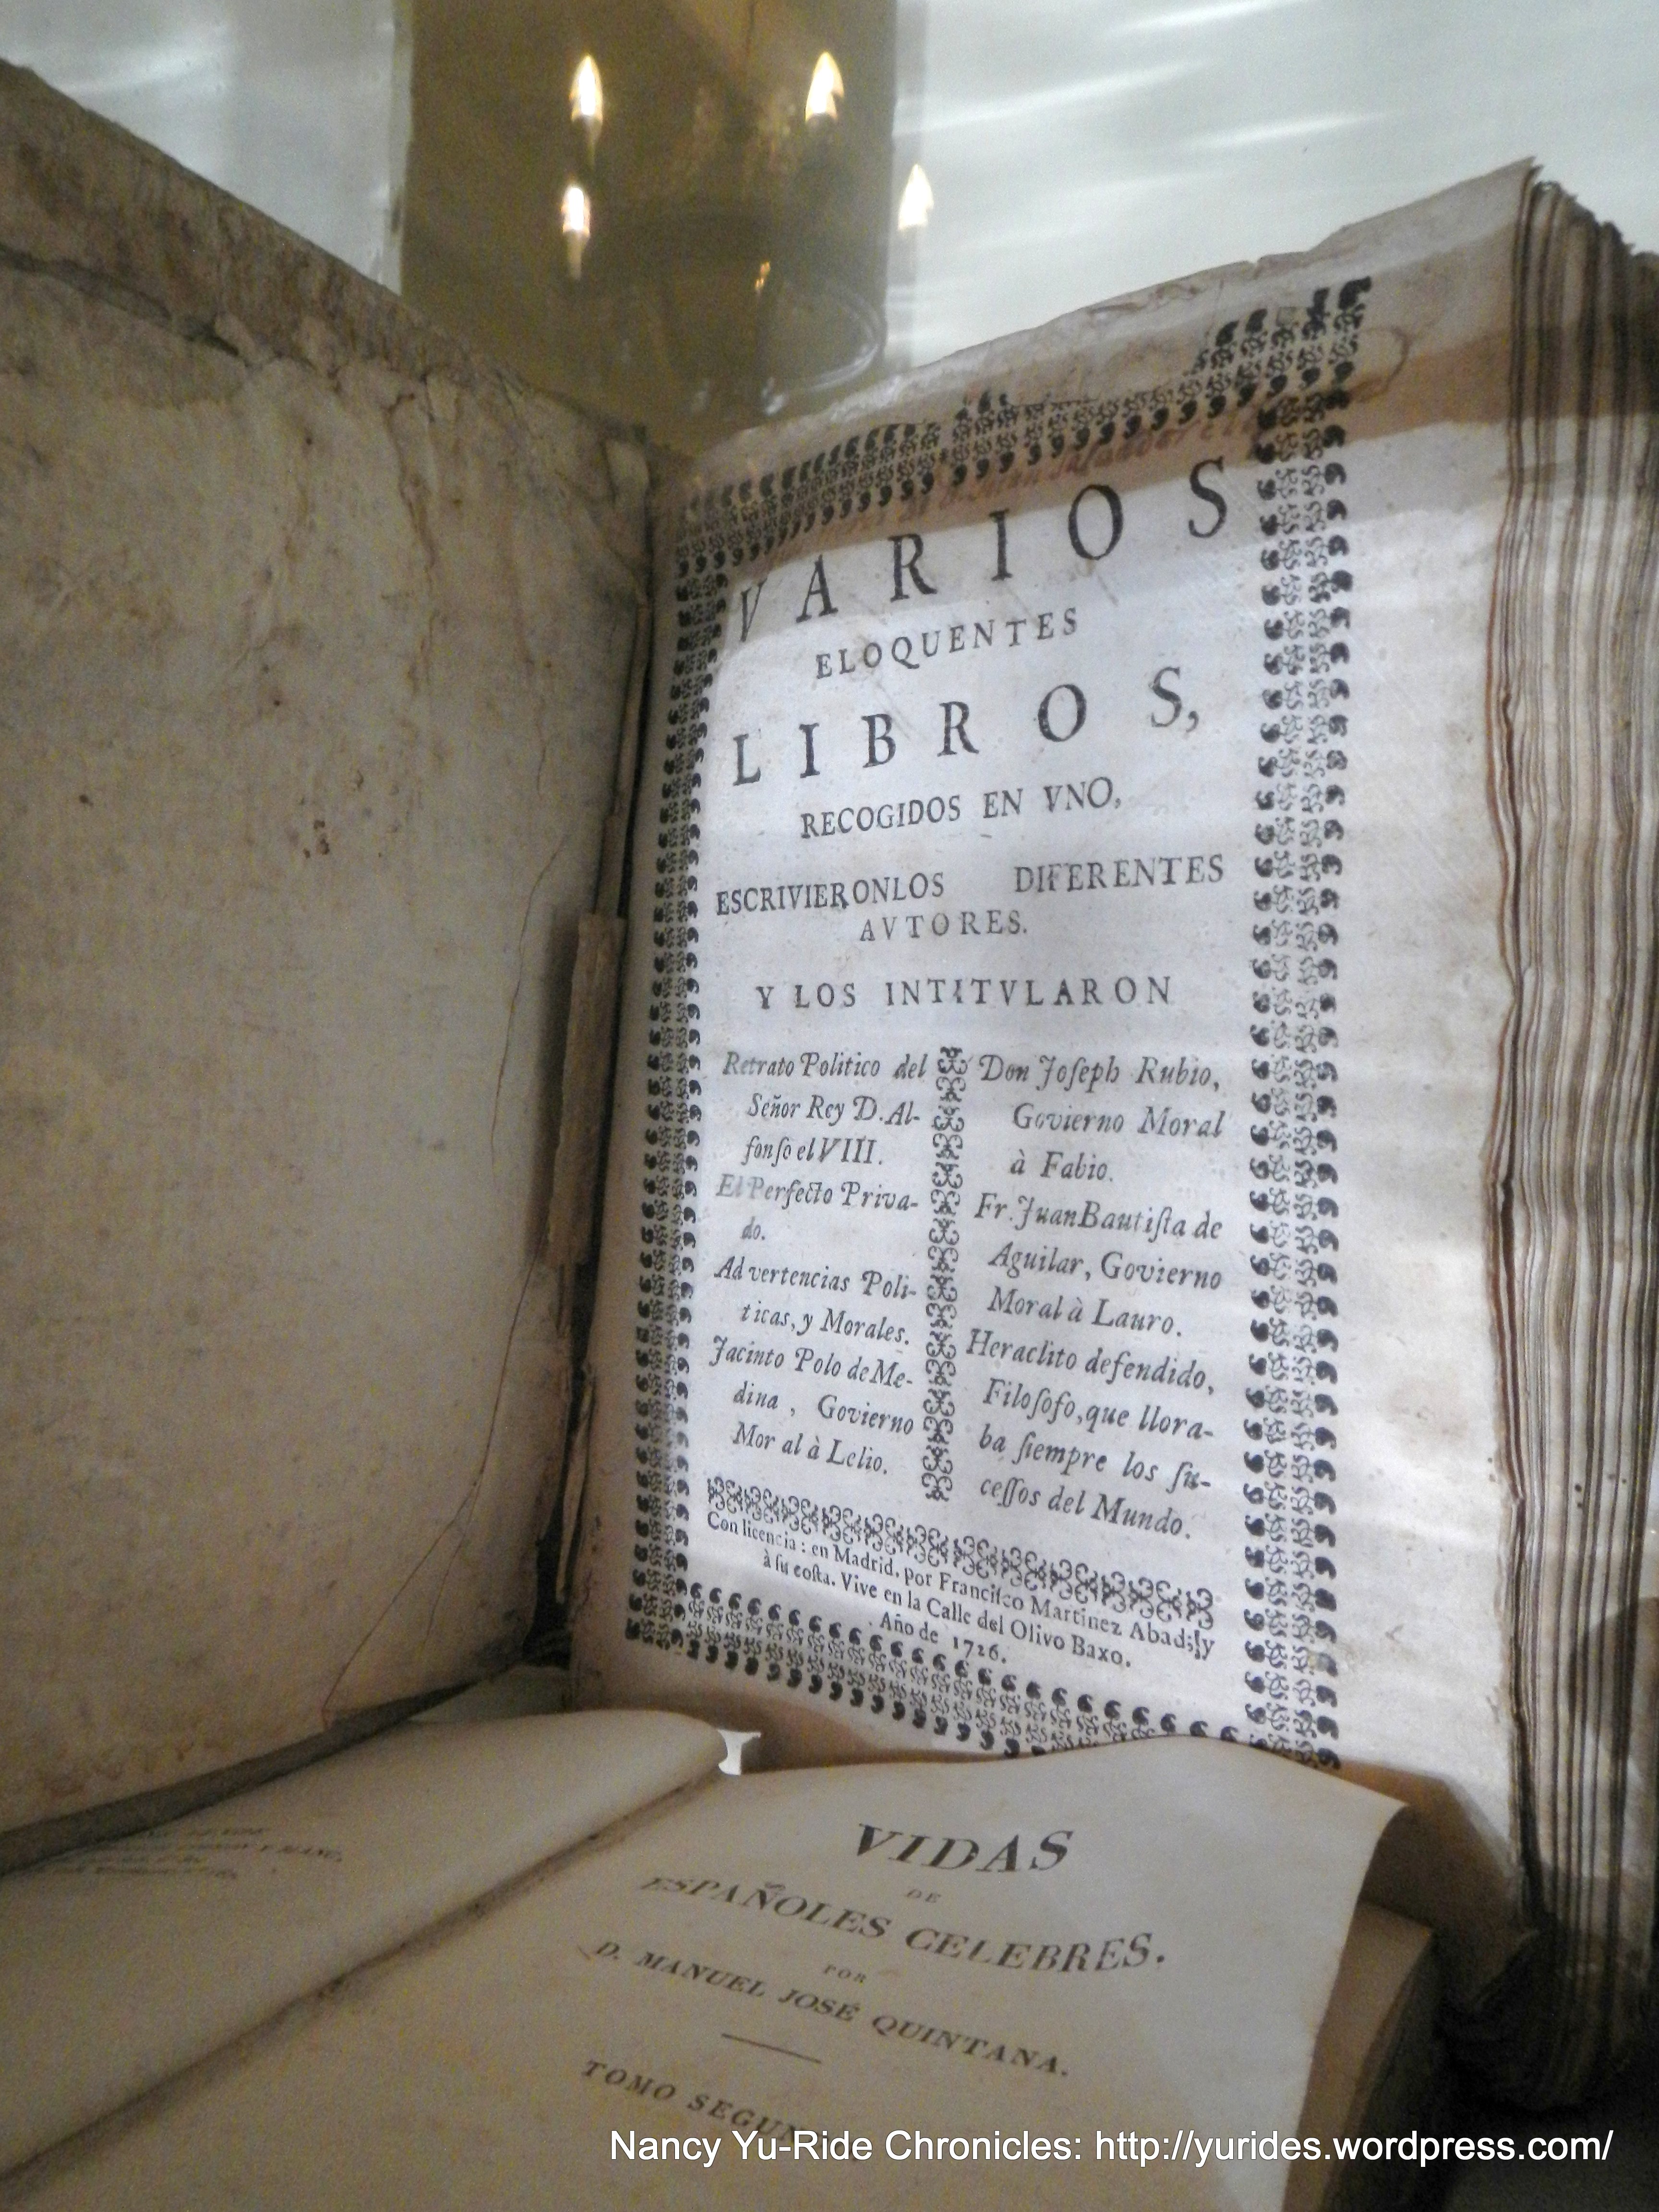 VARIOS
ELOQUENTES
LIBROS,
RECOGIDOS EN VNO,
ESCRIVIERONLOS DIFERENTES
AVTORES.
Y LOS INTITVLARON
Retrato Politico del
Señor Rey D. Al-
fonſo el VIII.
El Perfecto Priva-
do.
Advertencias Poli-
ticas, y Morales.
Jacinto Polo de Me-
dina, Govierno
Moral à Lelio.
Don Joſeph Rubio,
Govierno Moral
à Fabio.
Fr. Juan Bautiſta de
Aguilar, Govierno
Moral à Lauro.
Heraclito defendido,
Filoſofo, que llora-
ba ſiempre los ſu-
ceſſos del Mundo.
Con licencia: en Madrid, por Franciſco Martinez Abad; y
à ſu coſta. Vive en la Calle del Olivo Baxo.
Año de 1726.
VIDAS
DE
ESPAÑOLES CELEBRES.
POR
D. MANUEL JOSÉ QUINTANA.
TOMO
Nancy Yu-Ride Chronicles: http://yurides.wordpress.com/